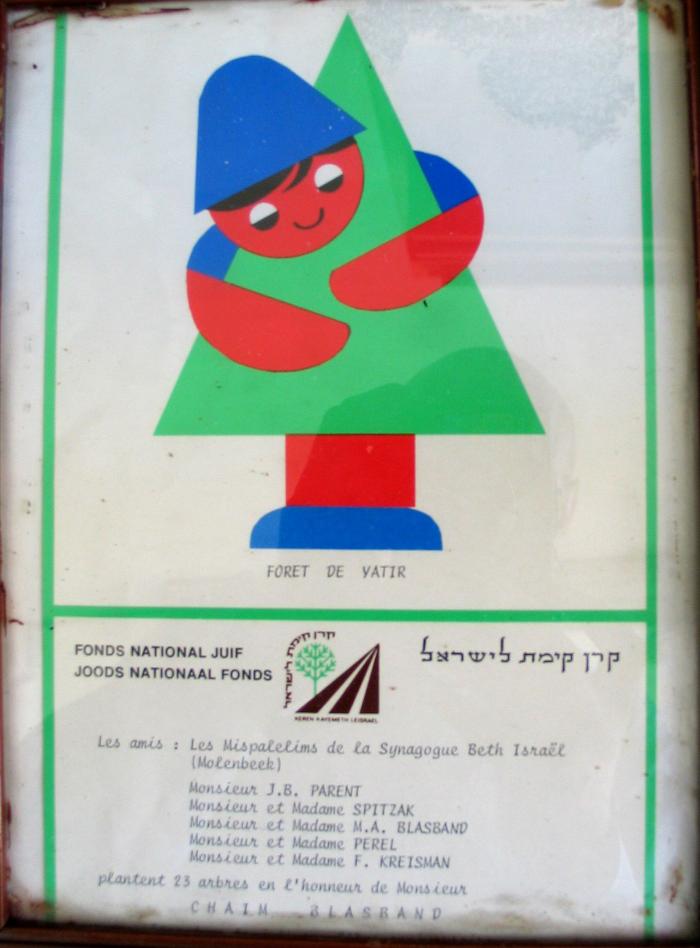 FORET DE YATIR
FONDS NATIONAL JUIF
JOODS NATIONAAL FONDS
קרן קימת לישראל
KEREN KAYEMETH LEISRAEL
קרן קימת לישראל
Les amis : Les Mispalelims de la Synagogue Beth Israël
(Molenbeek)
Monsieur J.B. PARENT
Monsieur et Madame SPITZAK
Monsieur et Madame M.A. BLASBAND
Monsieur et Madame PEREL
Monsieur et Madame F. KREISMAN
plantent 23 arbres en l'honneur de Monsieur
CHAIM BLASBAND